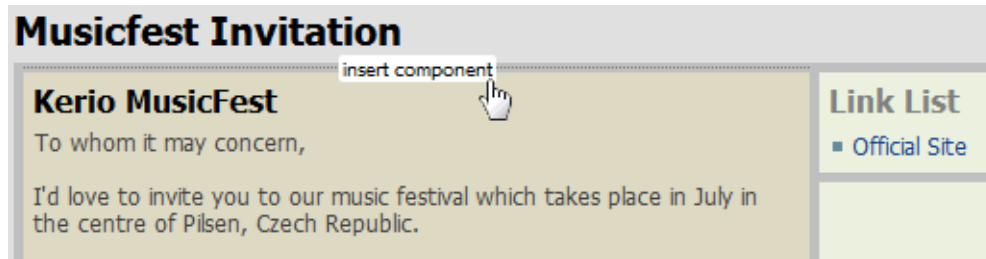 Musicfest Invitation
insert component
Kerio MusicFest
To whom it may concern,
I'd love to invite you to our music festival which takes place in July in
the centre of Pilsen, Czech Republic.
Link List
Official Site